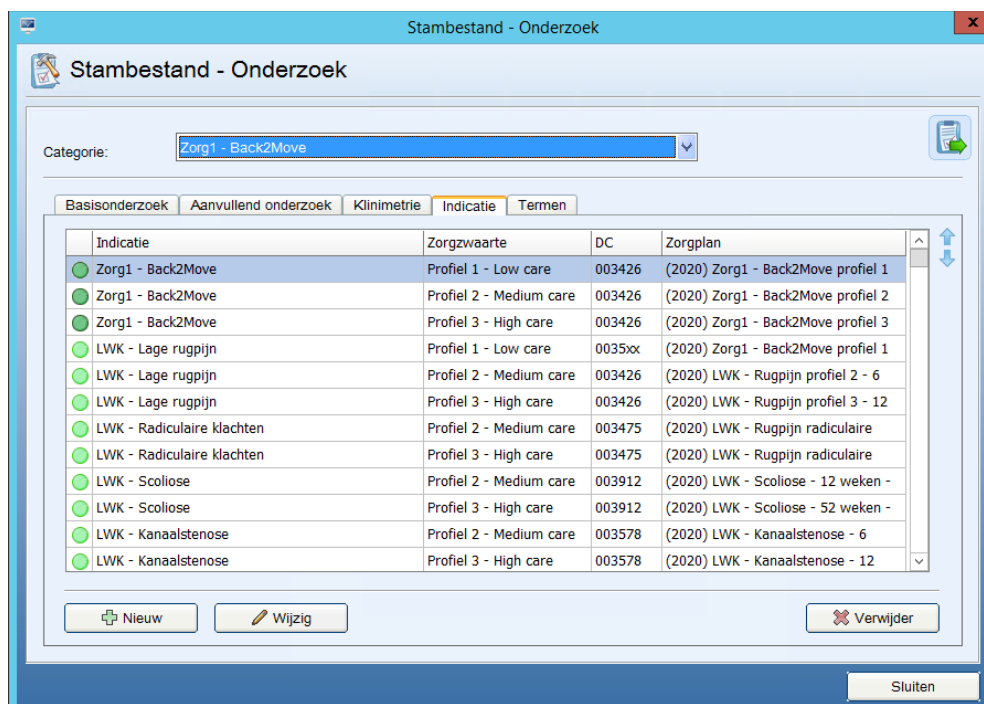 Stambestand - Onderzoek
x
Stambestand - Onderzoek
Categorie: Zorg1 - Back2Move
Basisonderzoek Aanvullend onderzoek Klinimetrie Indicatie Termen
Indicatie Zorgzwaarte DC Zorgplan
Zorg1 - Back2Move Profiel 1 - Low care 003426 (2020) Zorg1 - Back2Move profiel 1
Zorg1 - Back2Move Profiel 2 - Medium care 003426 (2020) Zorg1 - Back2Move profiel 2
Zorg1 - Back2Move Profiel 3 - High care 003426 (2020) Zorg1 - Back2Move profiel 3
LWK - Lage rugpijn Profiel 1 - Low care 0035xx (2020) Zorg1 - Back2Move profiel 1
LWK - Lage rugpijn Profiel 2 - Medium care 003426 (2020) LWK - Rugpijn profiel 2 - 6
LWK - Lage rugpijn Profiel 3 - High care 003426 (2020) LWK - Rugpijn profiel 3 - 12
LWK - Radiculaire klachten Profiel 2 - Medium care 003475 (2020) LWK - Rugpijn radiculaire
LWK - Radiculaire klachten Profiel 3 - High care 003475 (2020) LWK - Rugpijn radiculaire
LWK - Scoliose Profiel 2 - Medium care 003912 (2020) LWK - Scoliose - 12 weken -
LWK - Scoliose Profiel 3 - High care 003912 (2020) LWK - Scoliose - 52 weken -
LWK - Kanaalstenose Profiel 2 - Medium care 003578 (2020) LWK - Kanaalstenose - 6
LWK - Kanaalstenose Profiel 3 - High care 003578 (2020) LWK - Kanaalstenose - 12
Nieuw Wijzig Verwijder
Sluiten